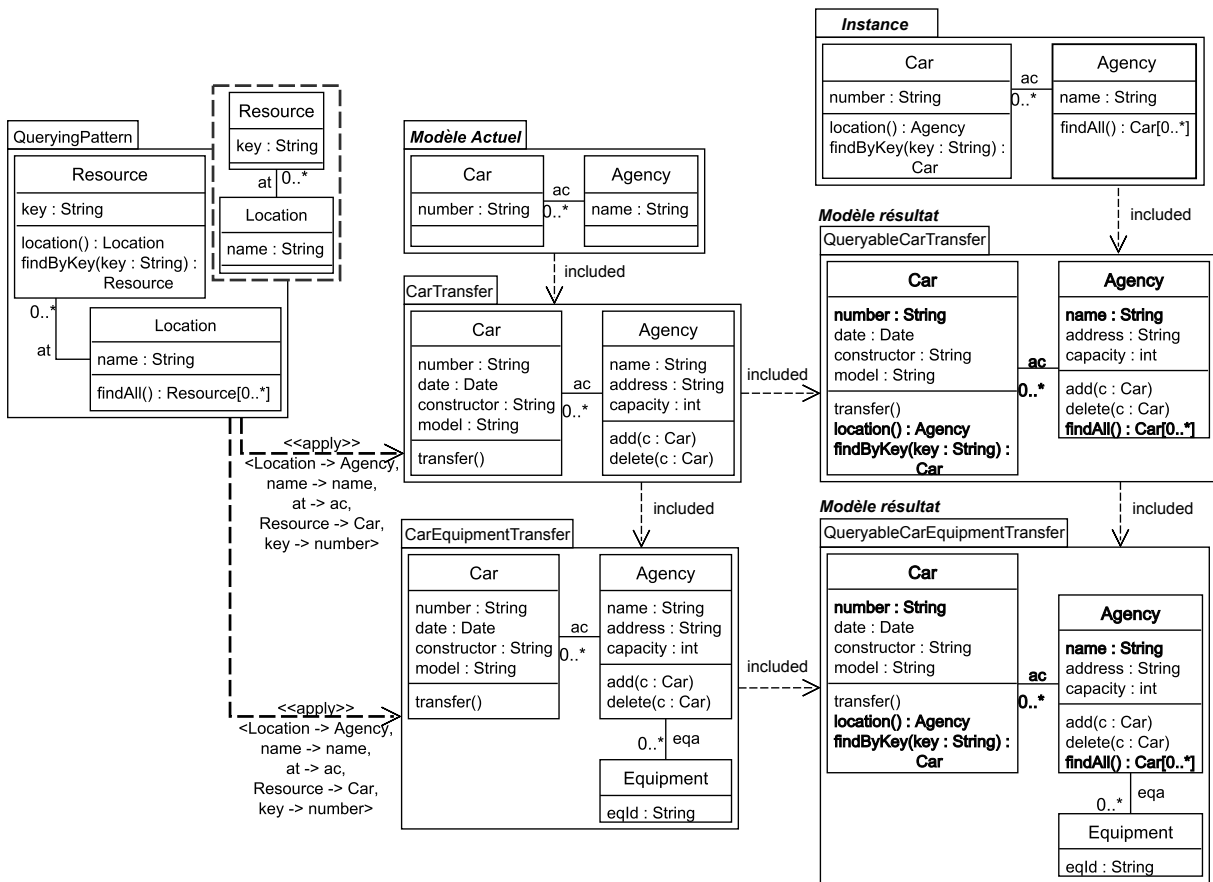 QueryingPattern
Resource
key : String
location() : Location
findByKey(key : String) :
Resource
0..*
at
Location
name : String
findAll() : Resource[0..*]
Resource
key : String
at
0..*
Location
name : String
<<apply>>
<Location -> Agency,
name -> name,
at -> ac,
Resource -> Car,
key -> number>
<<apply>>
<Location -> Agency,
name -> name,
at -> ac,
Resource -> Car,
key -> number>
Modèle Actuel
Car
number : String
ac
0..*
Agency
name : String
included
CarTransfer
Car
number : String
date : Date
constructor : String
model : String
transfer()
ac
0..*
Agency
name : String
address : String
capacity : int
add(c : Car)
delete(c : Car)
included
included
CarEquipmentTransfer
Car
number : String
date : Date
constructor : String
model : String
transfer()
ac
0..*
Agency
name : String
address : String
capacity : int
add(c : Car)
delete(c : Car)
0..*
eqa
Equipment
eqId : String
included
Instance
Car
number : String
location() : Agency
findByKey(key : String) :
Car
ac
0..*
Agency
name : String
findAll() : Car[0..*]
included
Modèle résultat
QueryableCarTransfer
Car
number : String
date : Date
constructor : String
model : String
transfer()
location() : Agency
findByKey(key : String) :
Car
ac
0..*
Agency
name : String
address : String
capacity : int
add(c : Car)
delete(c : Car)
findAll() : Car[0..*]
included
Modèle résultat
QueryableCarEquipmentTransfer
Car
number : String
date : Date
constructor : String
model : String
transfer()
location() : Agency
findByKey(key : String) :
Car
ac
0..*
Agency
name : String
address : String
capacity : int
add(c : Car)
delete(c : Car)
findAll() : Car[0..*]
0..*
eqa
Equipment
eqId : String